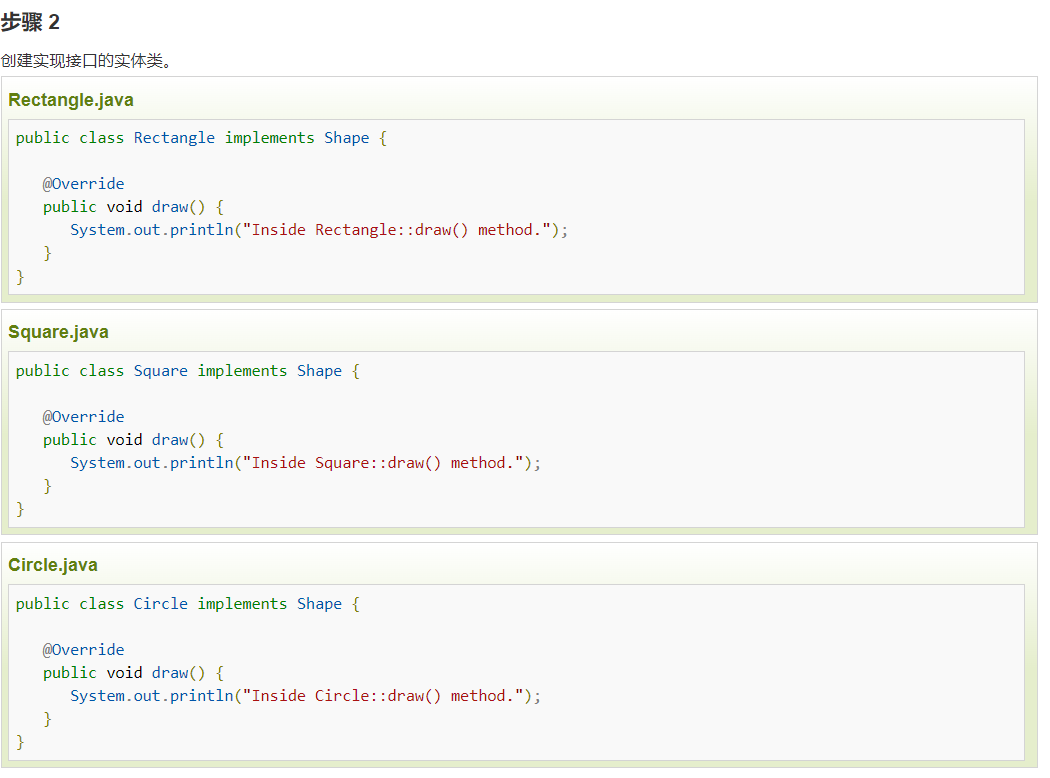 步骤 2
创建实现接口的实体类。
Rectangle.java
public class Rectangle implements Shape {
@Override
public void draw() {
System.out.println("Inside Rectangle::draw() method.");
}
}
Square.java
public class Square implements Shape {
@Override
public void draw() {
System.out.println("Inside Square::draw() method.");
}
}
Circle.java
public class Circle implements Shape {
@Override
public void draw() {
System.out.println("Inside Circle::draw() method.");
}
}